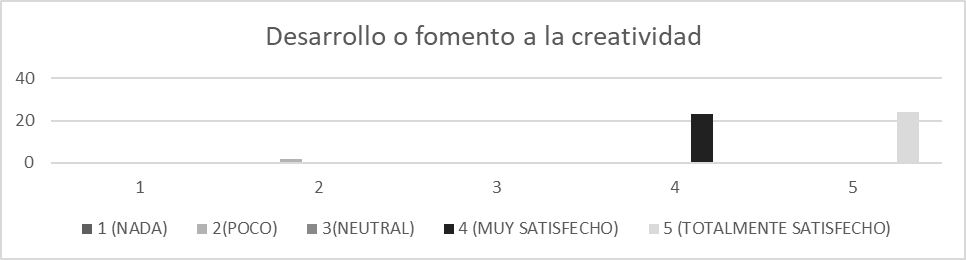 Desarrollo o fomento a la creatividad
40
20
0
1 2 3 4 5
1 (NADA) 2(POCO) 3(NEUTRAL) 4 (MUY SATISFECHO) 5 (TOTALMENTE SATISFECHO)